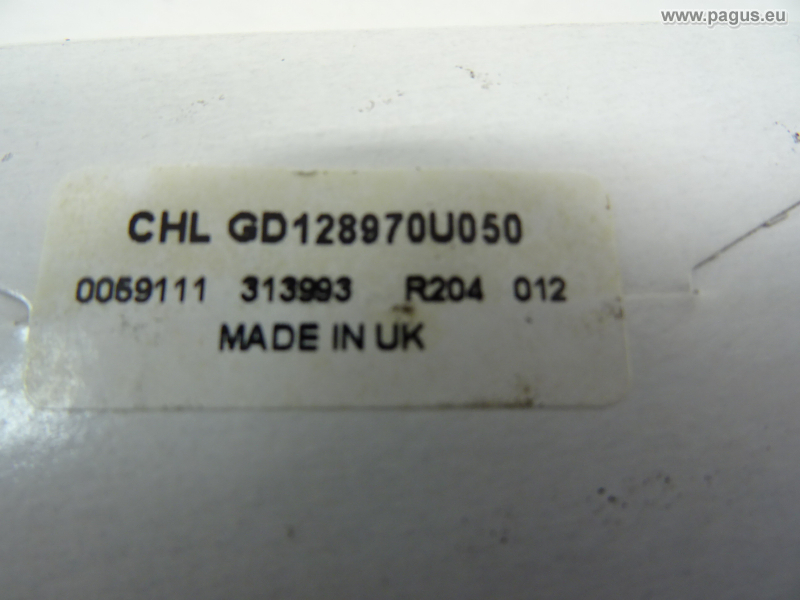 www.pagus.eu
CHL GD128970U050
0059111 313993 R204 012
MADE IN UK